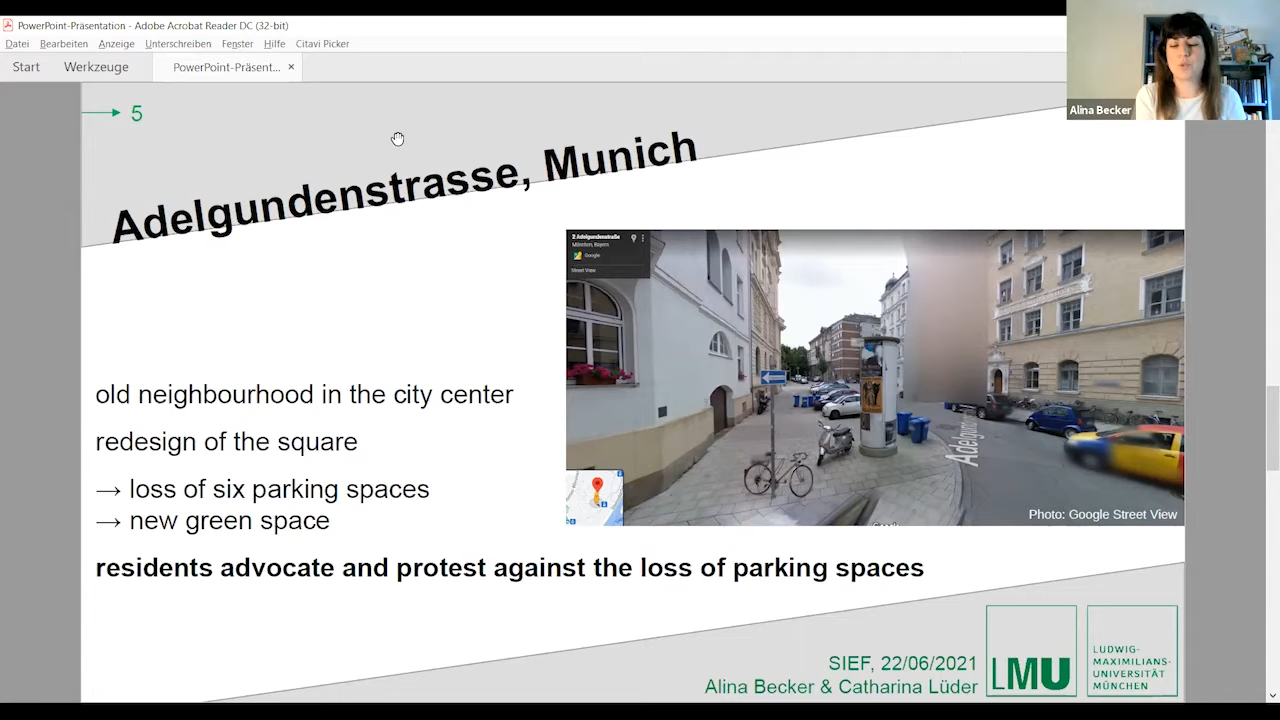 PowerPoint-Präsentation - Adobe Acrobat Reader DC (32-bit)
Datei Bearbeiten Anzeige Unterschreiben Fenster Hilfe Citavi Picker
Start Werkzeuge PowerPoint-Präsent... ×
Alina Becker
→ 5
Adelgundenstrasse, Munich
2 Adelgundenstraße
München, Bayern
Google
Street View
old neighbourhood in the city center
redesign of the square
→ loss of six parking spaces
→ new green space
Photo: Google Street View
residents advocate and protest against the loss of parking spaces
SIEF, 22/06/2021
Alina Becker & Catharina Lüder
LMU
LUDWIG-
MAXIMILIANS-
UNIVERSITÄT
MÜNCHEN